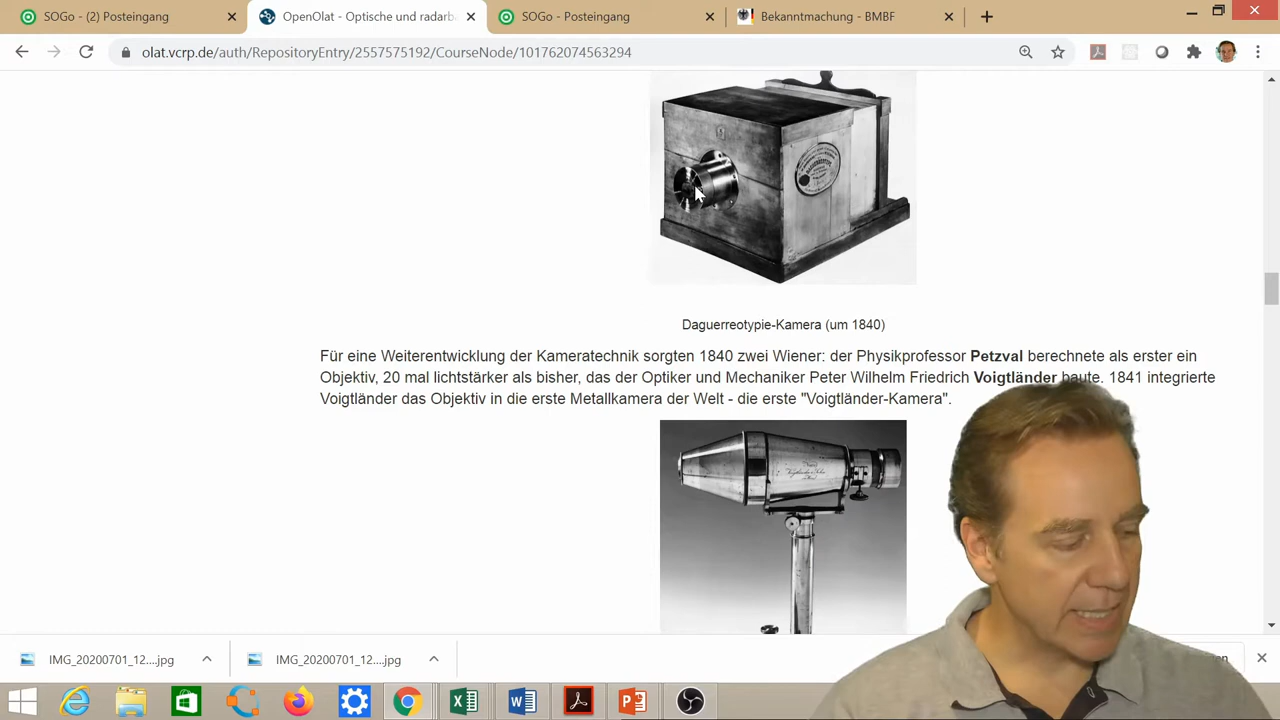 SOGo - (2) Posteingang
OpenOlat - Optische und radarb
SOGo - Posteingang
Bekanntmachung - BMBF
olat.vcrp.de/auth/RepositoryEntry/2557575192/CourseNode/101762074563294
Daguerreotypie-Kamera (um 1840)
Für eine Weiterentwicklung der Kameratechnik sorgten 1840 zwei Wiener: der Physikprofessor Petzval berechnete als erster ein
Objektiv, 20 mal lichtstärker als bisher, das der Optiker und Mechaniker Peter Wilhelm Friedrich Voigtländer baute. 1841 integrierte
Voigtländer das Objektiv in die erste Metallkamera der Welt - die erste "Voigtländer-Kamera".
IMG_20200701_12....jpg
IMG_20200701_12....jpg